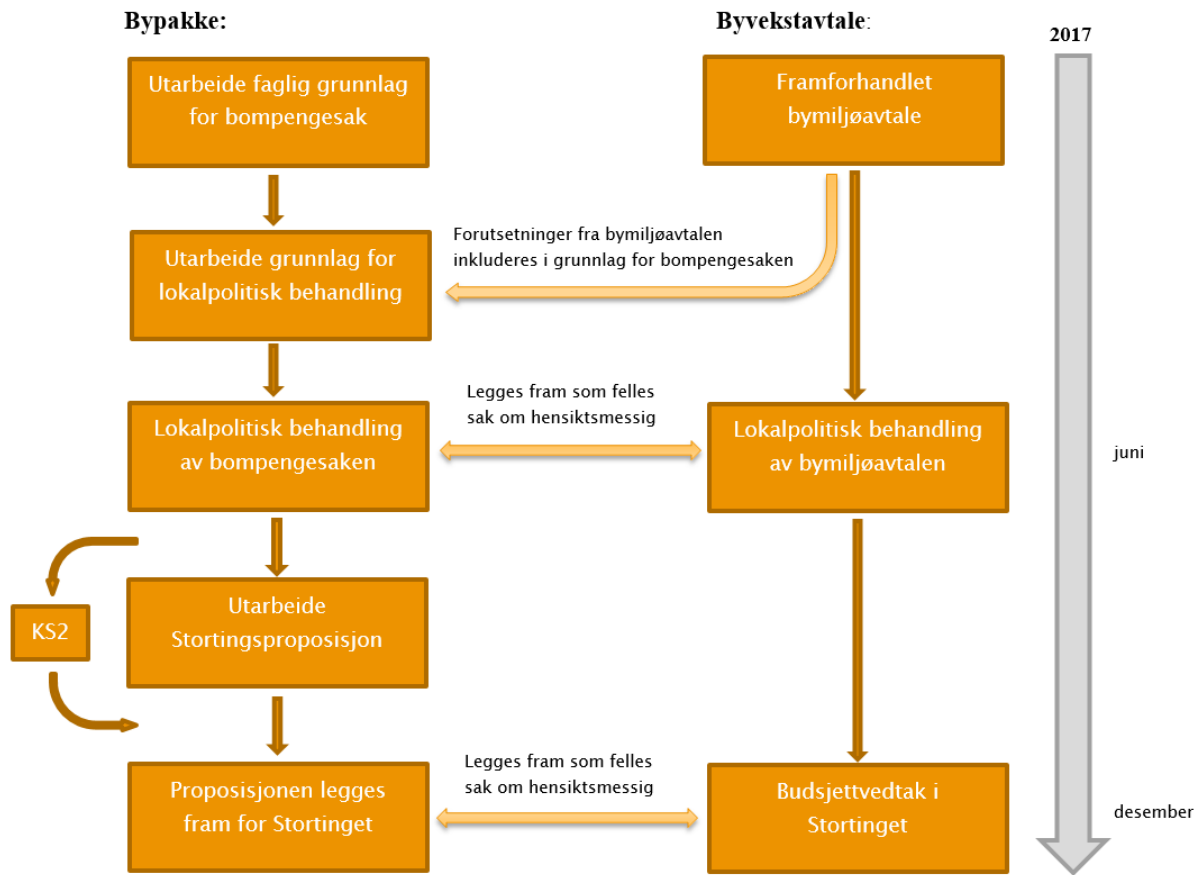 Bypakke:
Byvekstavtale:
2017
Utarbeide faglig grunnlag
for bompengesak
Framforhandlet
bymiljøavtale
Forutsetninger fra bymiljøavtalen
inkluderes i grunnlag for bompengesaken
Utarbeide grunnlag for
lokalpolitisk behandling
Legges fram som felles
sak om hensiktsmessig
Lokalpolitisk behandling
av bompengesaken
Lokalpolitisk behandling
av bymiljøavtalen
juni
KS2
Utarbeide
Stortingsproposisjon
Legges fram som felles
sak om hensiktsmessig
Proposisjonen legges
fram for Stortinget
Budsjettvedtak i
Stortinget
desember